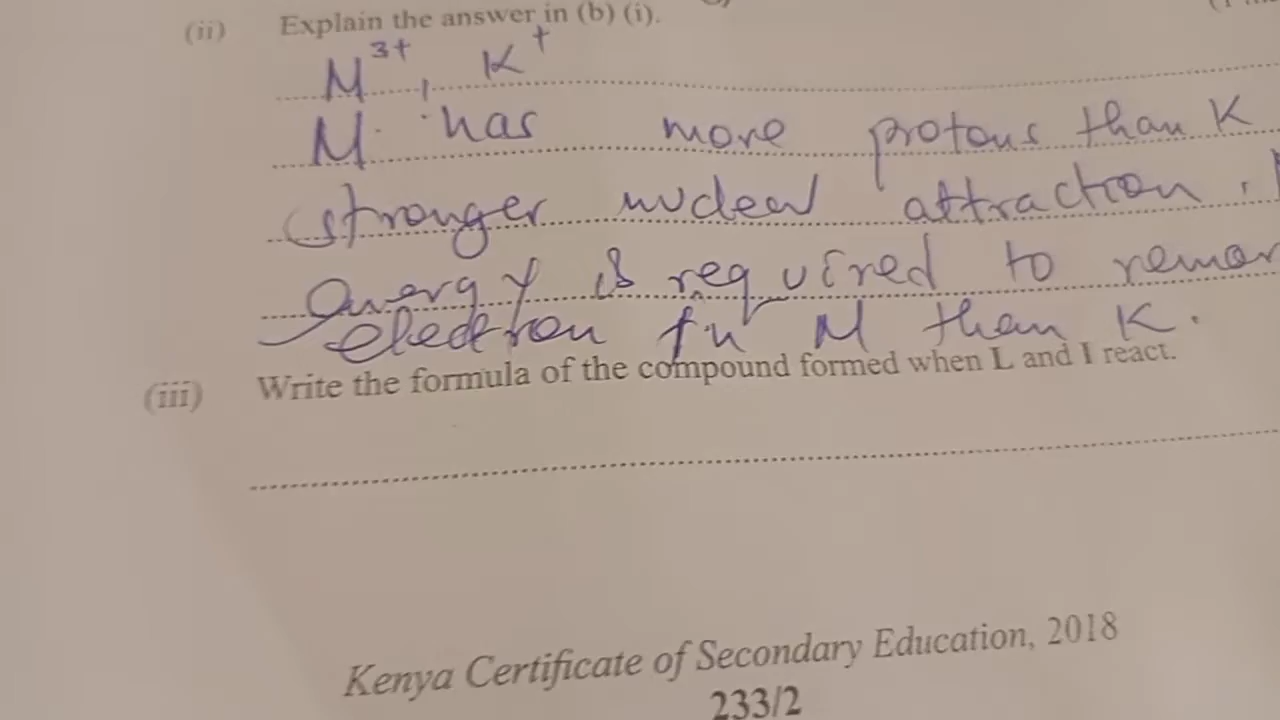 (ii) Explain the answer in (b) (i).
M³⁺, K⁺
M has more protons than K
(stronger nuclear attraction.
energy is required to remov
electron in M than K.
(iii) Write the formula of the compound formed when L and I react.
Kenya Certificate of Secondary Education, 2018
233/2